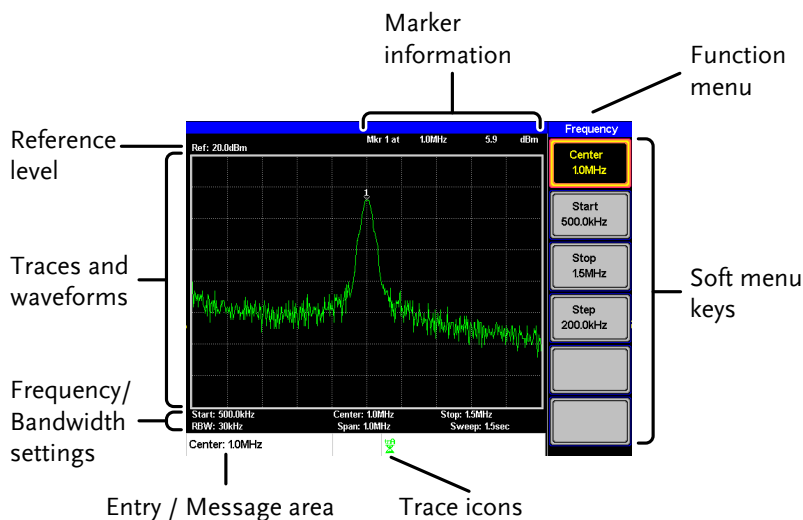 Marker
information
Function
menu
Reference
level
Mkr 1 at 1.0MHz 5.9 dBm
Frequency
Ref: 20.0dBm
Center
1.0MHz
1
Start
500.0kHz
Traces and
waveforms
Stop
1.5MHz
Soft menu
keys
Step
200.0kHz
Frequency/
Bandwidth
settings
Start: 500.0kHz Center: 1.0MHz Stop: 1.5MHz
RBW: 30kHz Span: 1.0MHz Sweep: 1.5sec
Center: 1.0MHz
Entry / Message area
Trace icons